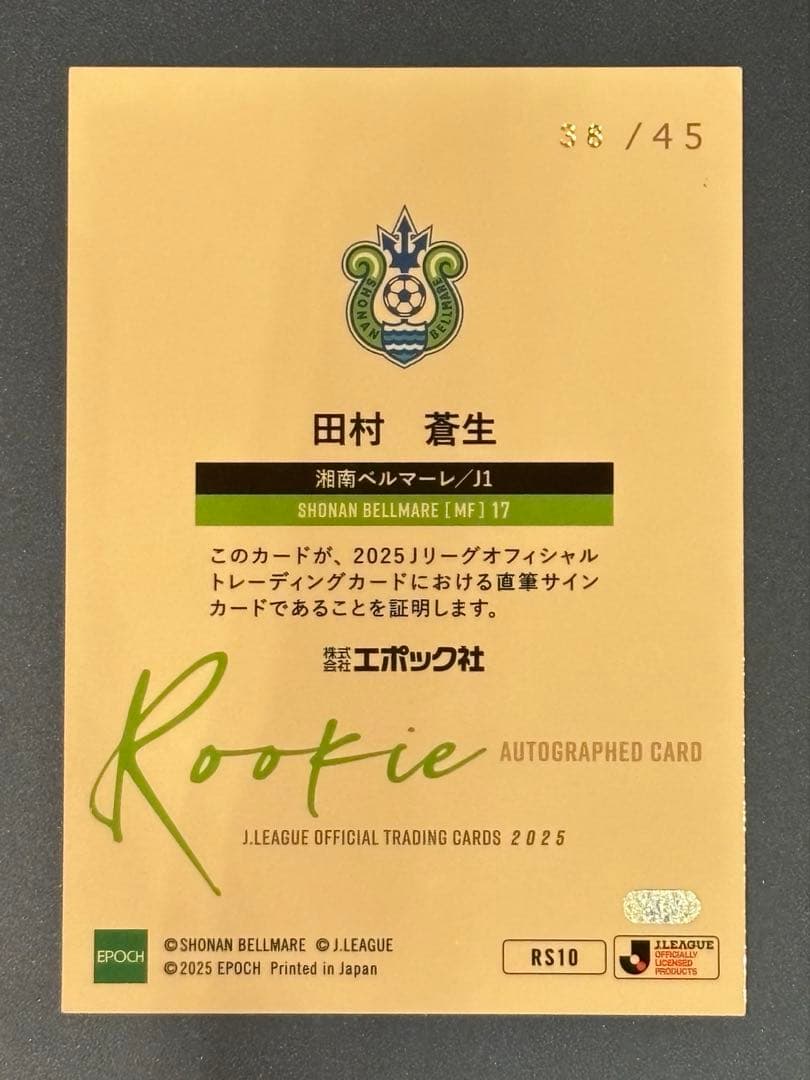 38 /45
SHONAN BELLMARE
田村 蒼生
湘南ベルマーレ/J1
SHONAN BELLMARE [MF] 17
このカードが、2025Jリーグオフィシャル
トレーディングカードにおける直筆サイン
カードであることを証明します。
株式会社エポック社
Rookie AUTOGRAPHED CARD
J.LEAGUE OFFICIAL TRADING CARDS 2025
EPOCH
©SHONAN BELLMARE ©J.LEAGUE
©2025 EPOCH Printed in Japan
RS10
J.LEAGUE
OFFICIALLY
LICENSED
PRODUCTS